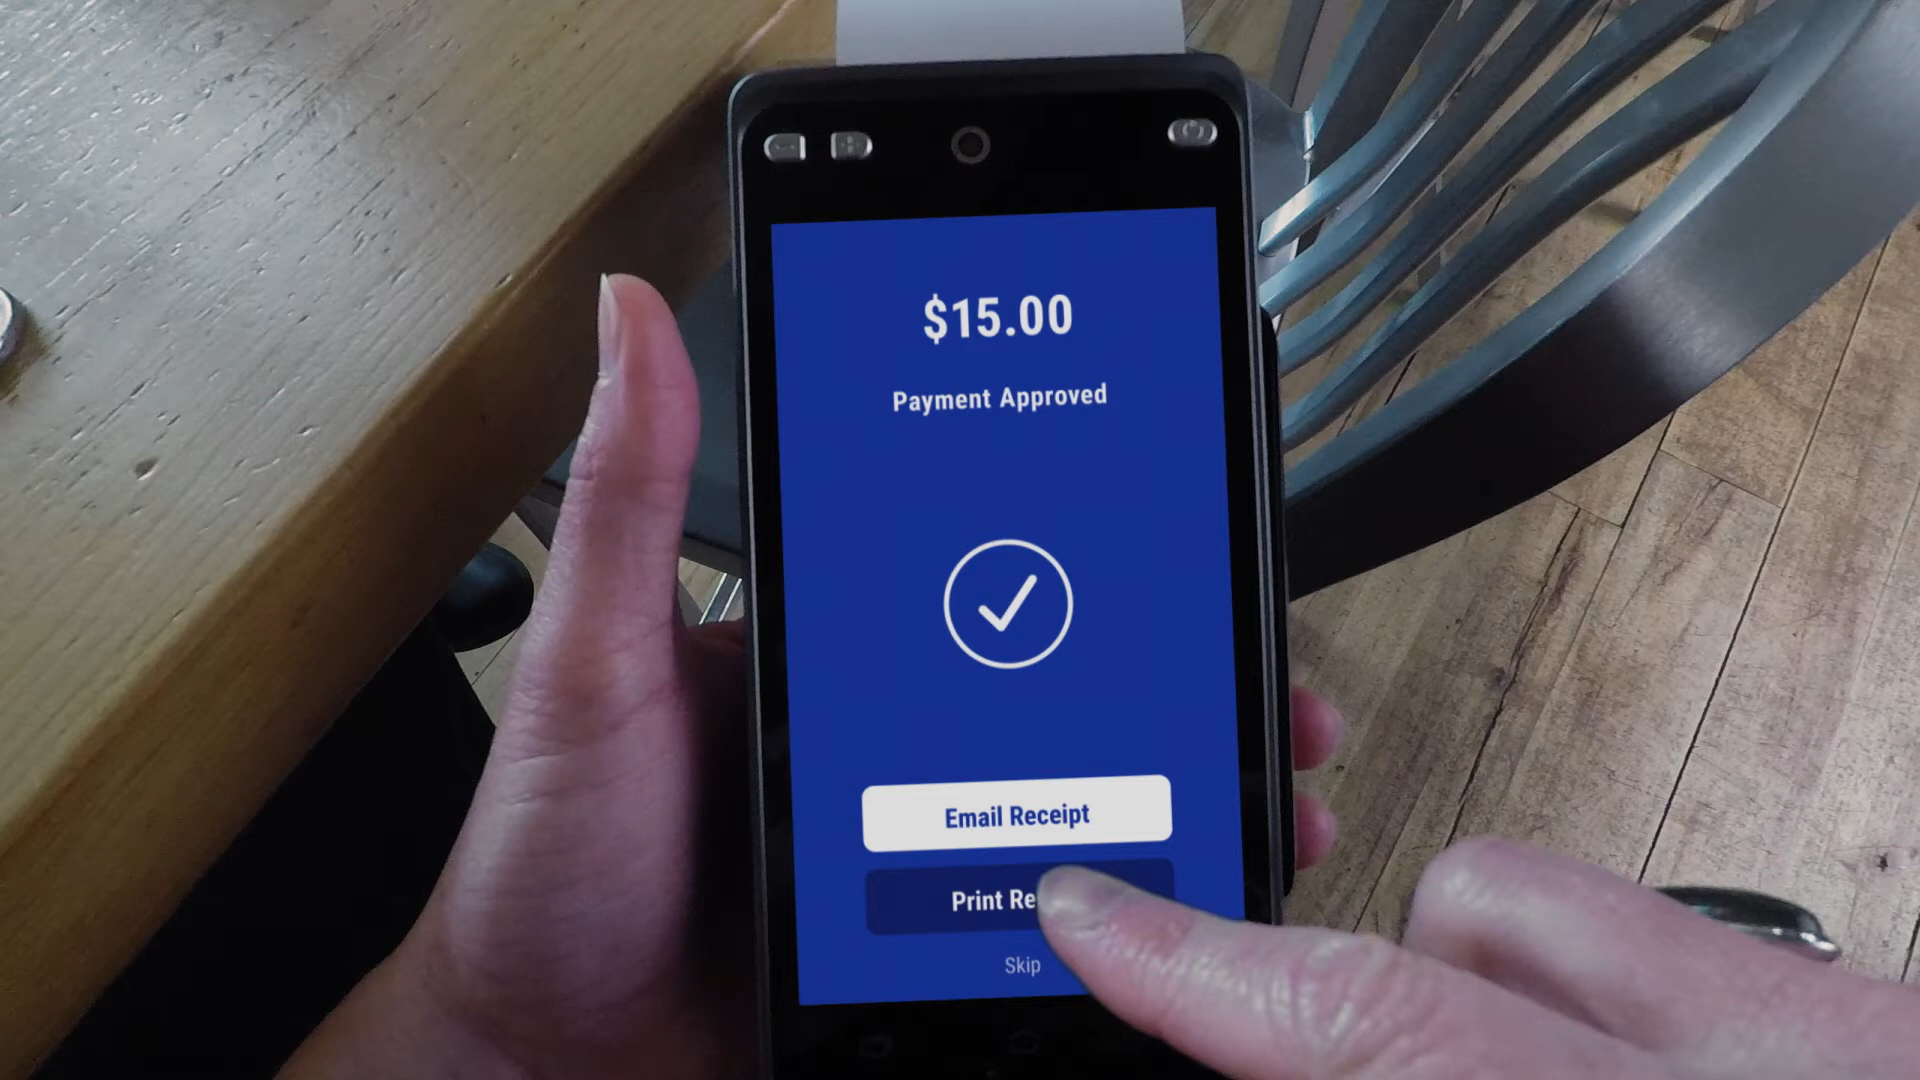 $15.00
Payment Approved
Email Receipt
Print Re
Skip